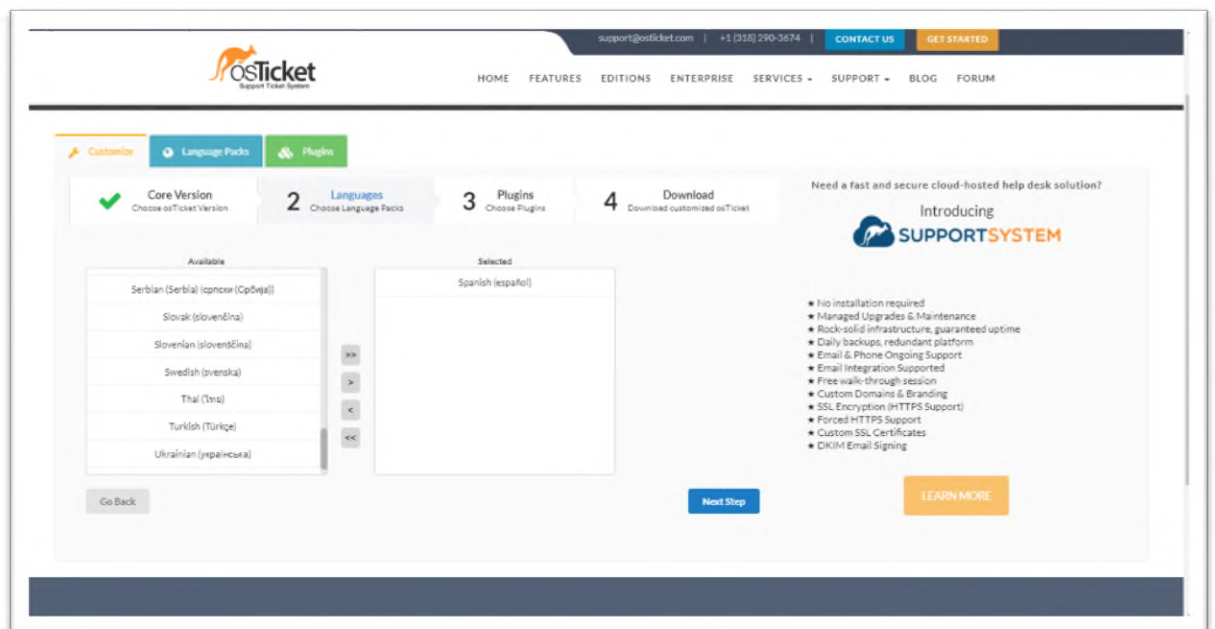 support@osticket.com | +1 (318) 290-3674 | CONTACT US GET STARTED
osTicket
Support Ticket System
HOME FEATURES EDITIONS ENTERPRISE SERVICES SUPPORT BLOG FORUM
Customize Language Packs Plugins
Core Version
Choose osTicket Version
2 Languages
Choose Language Packs
3 Plugins
Choose Plugins
4 Download
Download customized osTicket
Available
Serbian (Serbia) (српски (Србија))
Slovak (slovenčina)
Slovenian (slovenščina)
Swedish (svenska)
Thai (ไทย)
Turkish (Türkçe)
Ukrainian (українська)
>>
>
<
<<
Selected
Spanish (español)
Go Back
Next Step
Need a fast and secure cloud-hosted help desk solution?
Introducing
SUPPORTSYSTEM
★ No installation required
★ Managed Upgrades & Maintenance
★ Rock-solid infrastructure, guaranteed uptime
★ Daily backups, redundant platform
★ Email & Phone Ongoing Support
★ Email Integration Supported
★ Free walk-through session
★ Custom Domains & Branding
★ SSL Encryption (HTTPS Support)
★ Forced HTTPS Support
★ Custom SSL Certificates
★ DKIM Email Signing
LEARN MORE